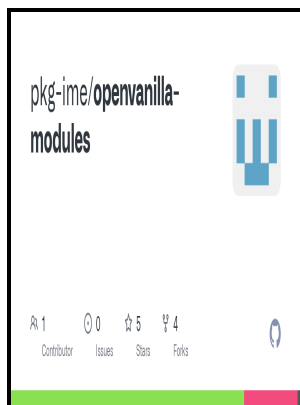 pkg-ime/openvanilla-
modules
1 0 5 4
Contributor Issues Stars Forks